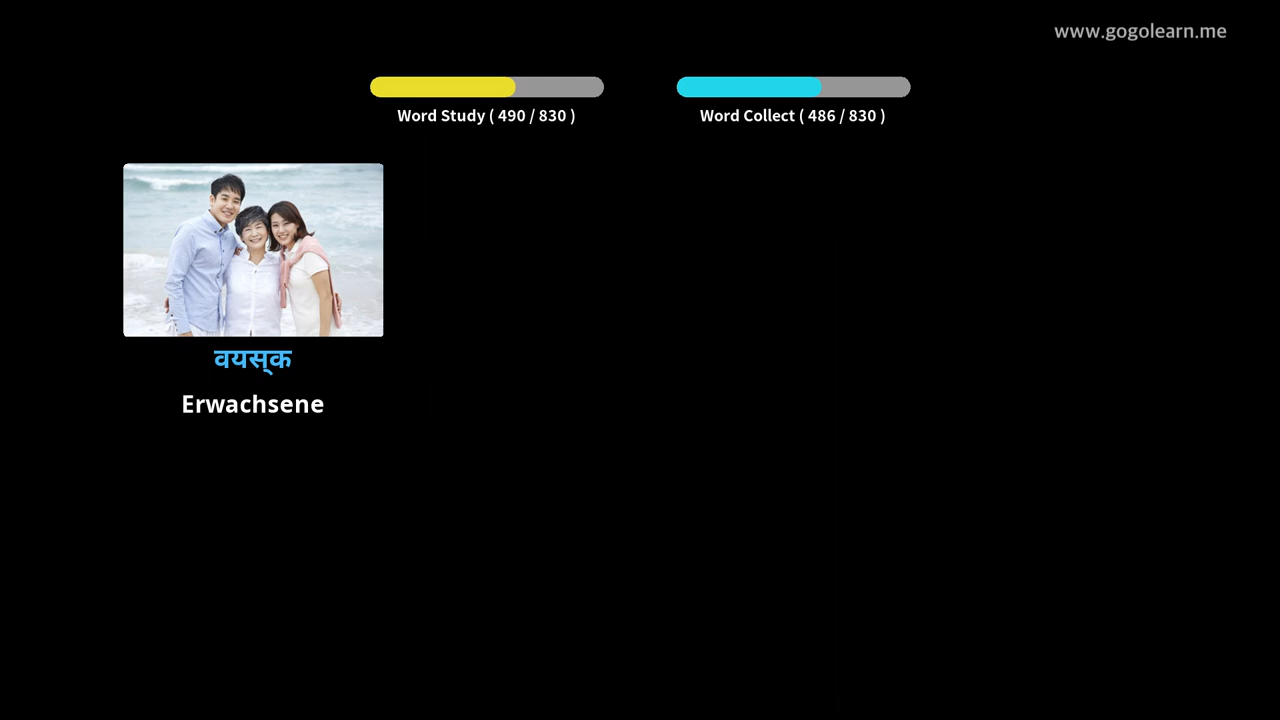 www.gogolearn.me
Word Study ( 490 / 830 )
Word Collect ( 486 / 830 )
वयस्क
Erwachsene